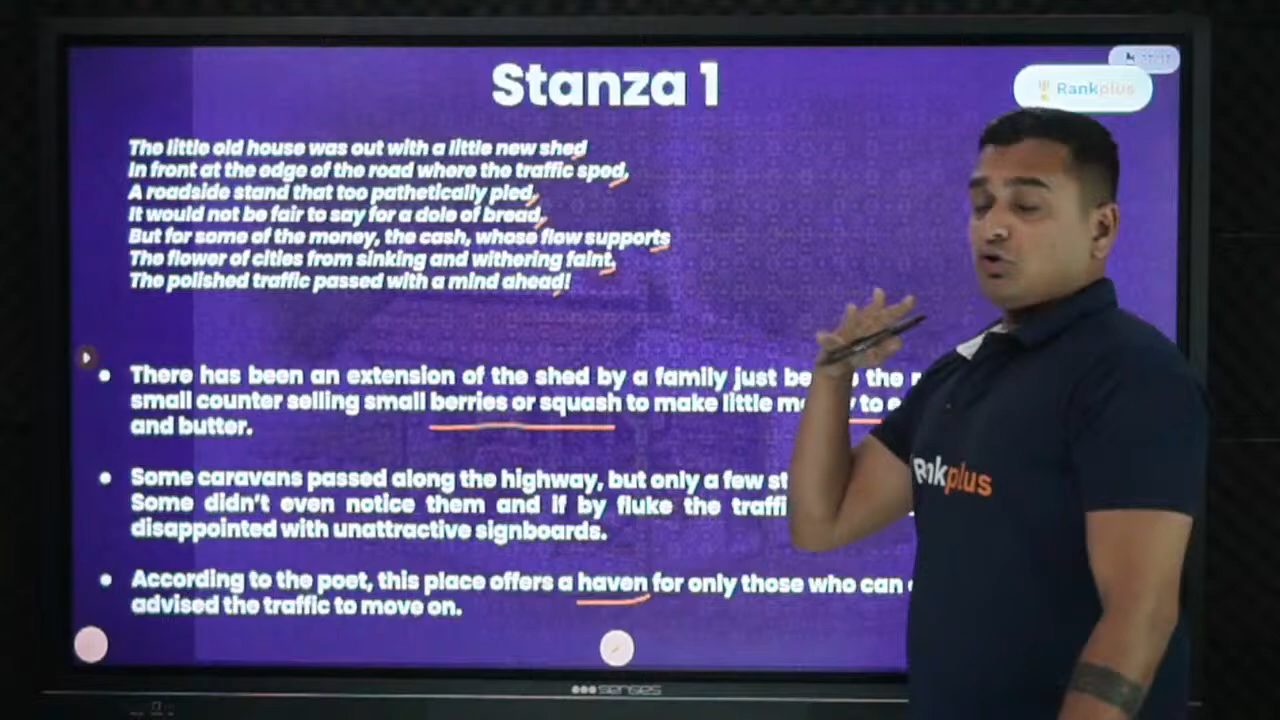 Stanza 1
Rankplus
The little old house was out with a little new shed
In front at the edge of the road where the traffic sped,
A roadside stand that too pathetically pled,
It would not be fair to say for a dole of bread,
But for some of the money, the cash, whose flow supports
The flower of cities from sinking and withering faint,
The polished traffic passed with a mind ahead!
There has been an extension of the shed by a family just the
small counter selling small berries or squash to make little to
and butter.
Some caravans passed along the highway, but only a few
Some didn't even notice them and if by fluke the
disappointed with unattractive signboards.
According to the poet, this place offers a haven for only those who can
advised the traffic to move on.
Rankplus
senses